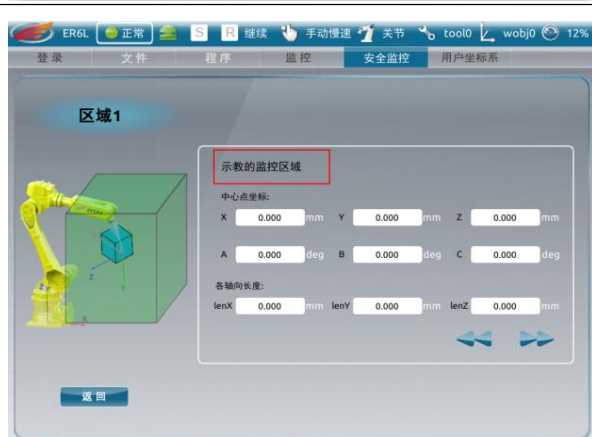 ER6L 正常 S R 继续 手动慢速 关节 tool0 wobj0 12%
登录 文件 程序 监控 安全监控 用户坐标系
区域1
示教的监控区域
中心点坐标:
X 0.000 mm Y 0.000 mm Z 0.000 mm
A 0.000 deg B 0.000 deg C 0.000 deg
各轴向长度:
lenX 0.000 mm lenY 0.000 mm lenZ 0.000 mm
返回